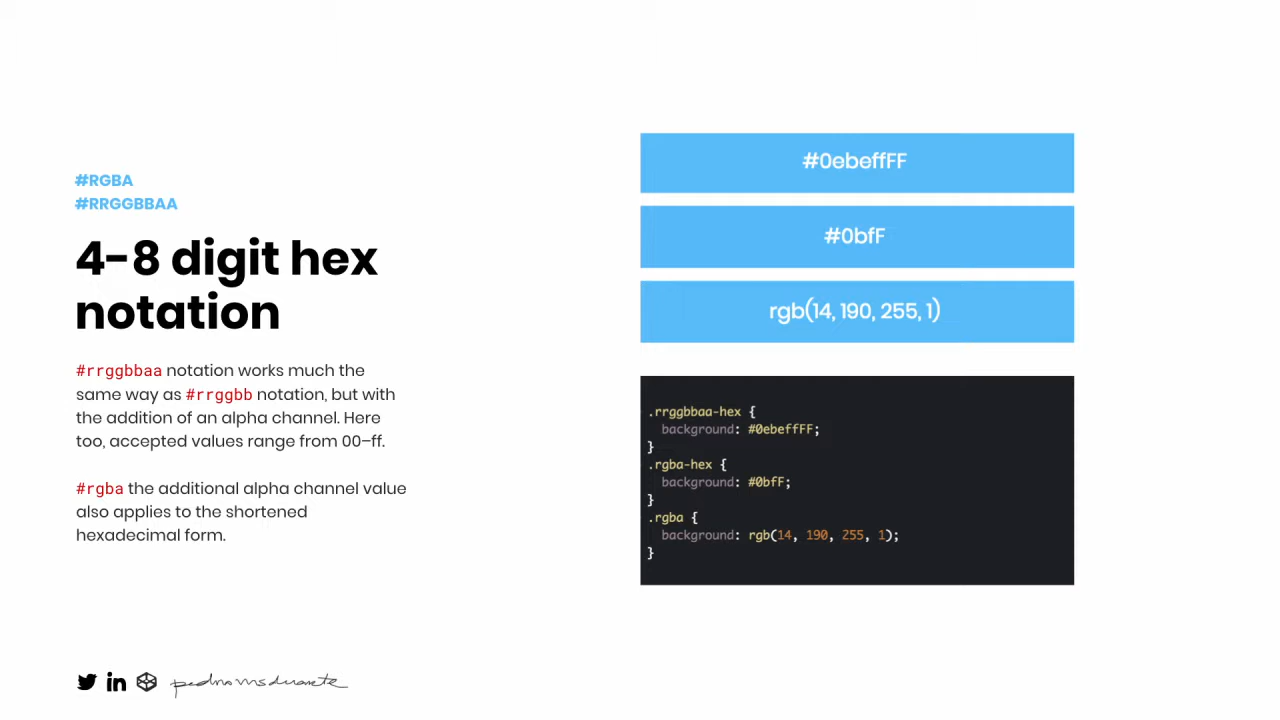 #RGBA
#RRGGBBAA
4-8 digit hex
notation
#rrggbbaa notation works much the
same way as #rrggbb notation, but with
the addition of an alpha channel. Here
too, accepted values range from 00–ff.
#rgba the additional alpha channel value
also applies to the shortened
hexadecimal form.
pedromsduarte
#0ebeffFF
#0bfF
rgb(14, 190, 255, 1)
.rrggbbaa-hex {
background: #0ebeffFF;
}
.rgba-hex {
background: #0bfF;
}
.rgba {
background: rgb(14, 190, 255, 1);
}